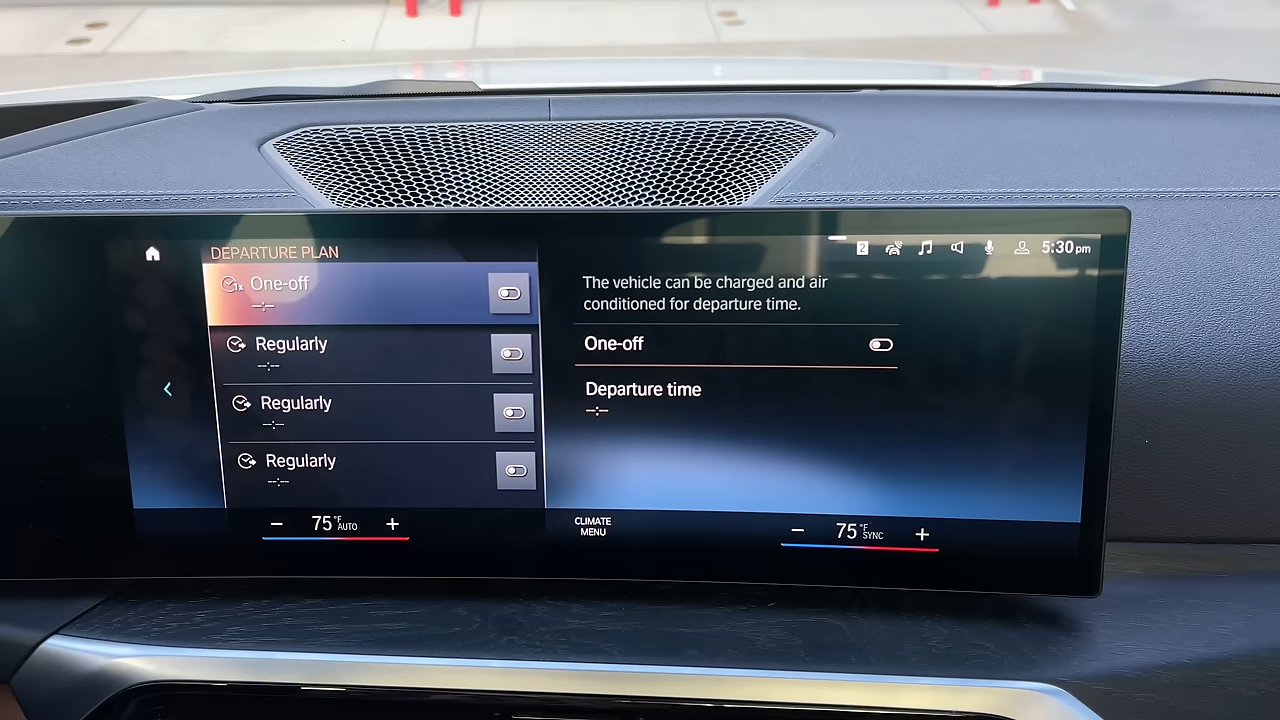 DEPARTURE PLAN
2
5:30 pm
1x One-off
--:--
Regularly
--:--
Regularly
--:--
Regularly
--:--
The vehicle can be charged and air
conditioned for departure time.
One-off
Departure time
--:--
− 75 °F AUTO +
CLIMATE
MENU
− 75 °F SYNC +